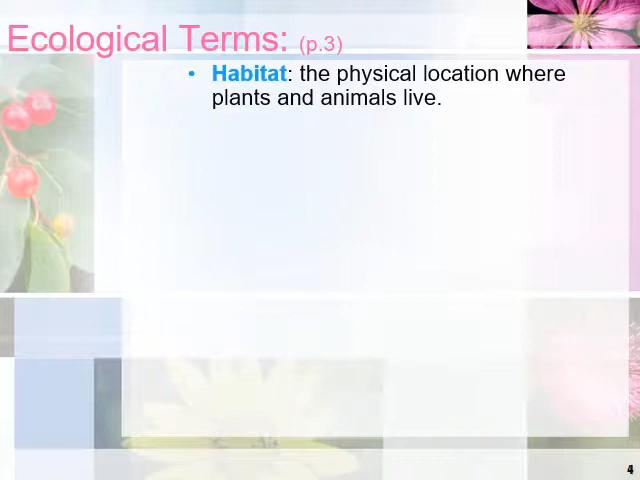 Ecological Terms: (p.3)
• Habitat: the physical location where
plants and animals live.
4